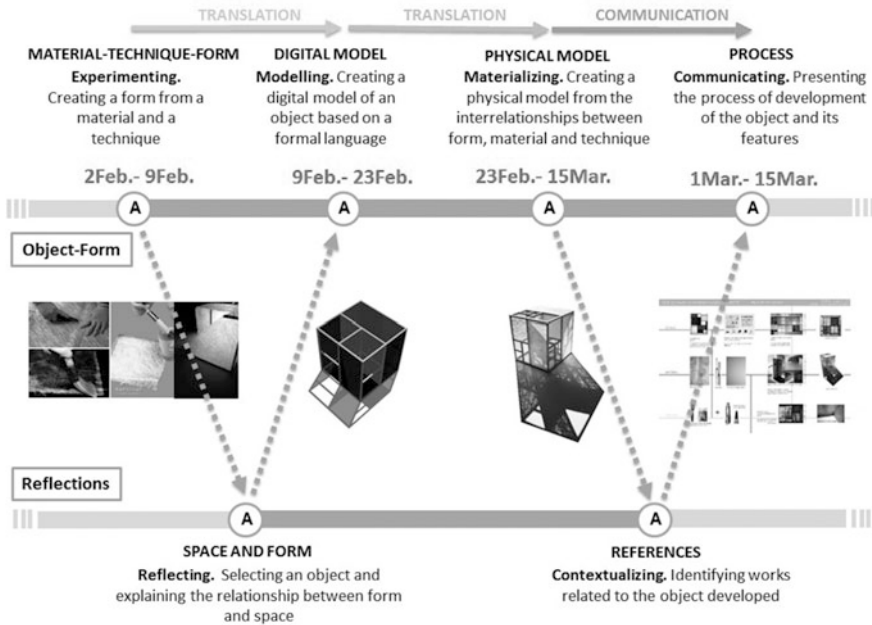 TRANSLATION
TRANSLATION
COMMUNICATION
MATERIAL-TECHNIQUE-FORM
Experimenting.
Creating a form from a
material and a
technique
DIGITAL MODEL
Modelling. Creating a
digital model of an
object based on a
formal language
PHYSICAL MODEL
Materializing. Creating a
physical model from the
interrelationships between
form, material and technique
PROCESS
Communicating. Presenting
the process of development
of the object and its
features
2Feb.- 9Feb.
9Feb.- 23Feb.
23Feb.- 15Mar.
1Mar.- 15Mar.
A
A
A
A
Object-Form
Reflections
A
A
SPACE AND FORM
Reflecting. Selecting an object and
explaining the relationship between form
and space
REFERENCES
Contextualizing. Identifying works
related to the object developed